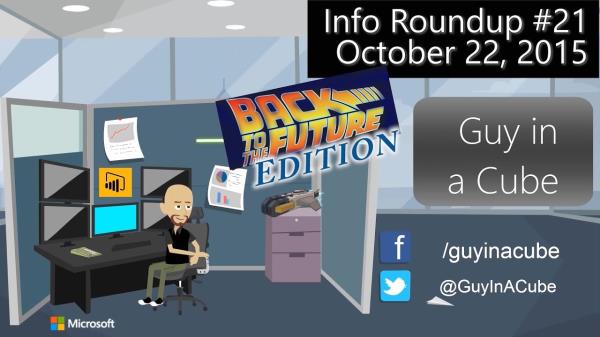 Info Roundup #21
October 22, 2015
BACK
TO THE
FUTURE
EDITION
Guy in
a Cube
f
/guyinacube
@GuyInACube
Microsoft